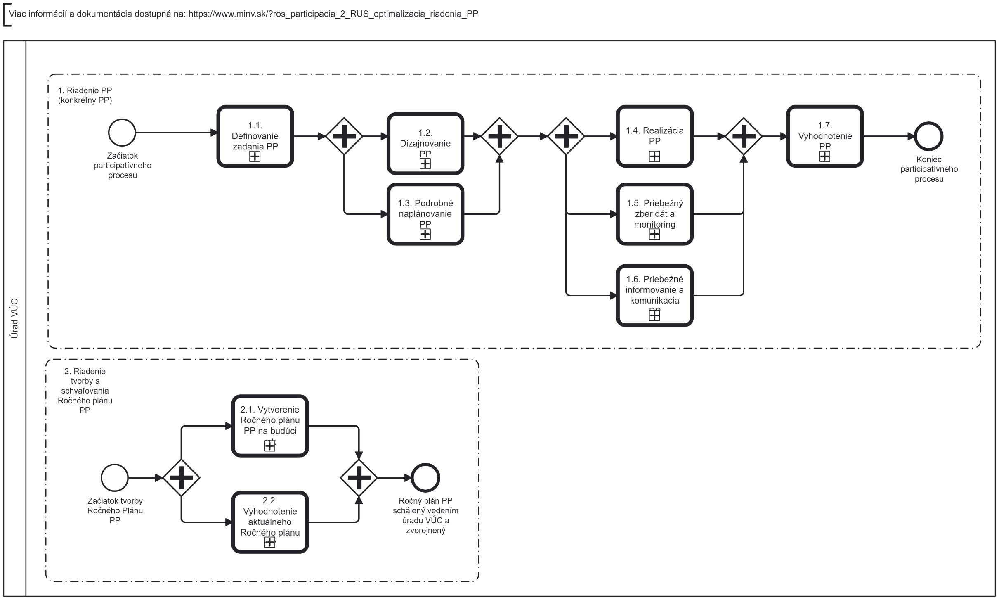 Viac informácií a dokumentácia dostupná na: https://www.minv.sk/?ros_participacia_2_RUS_optimalizacia_riadenia_PP
Úrad VÚC
1. Riadenie PP
(konkrétny PP)
Začiatok
participatívneho
procesu
1.1.
Definovanie
zadania PP
1.2.
Dizajnovanie
PP
1.3. Podrobné
naplánovanie
PP
1.4. Realizácia
PP
1.5. Priebežný
zber dát a
monitoring
1.6. Priebežné
informovanie a
komunikácia
1.7.
Vyhodnotenie
PP
Koniec
participatívneho
procesu
2. Riadenie
tvorby a
schvaľovania
Ročného plánu
PP
Začiatok tvorby
Ročného Plánu
PP
2.1. Vytvorenie
Ročného plánu
PP na budúci
2.2.
Vyhodnotenie
aktuálneho
Ročného plánu
Ročný plán PP
schálený vedením
úradu VÚC a
zverejnený